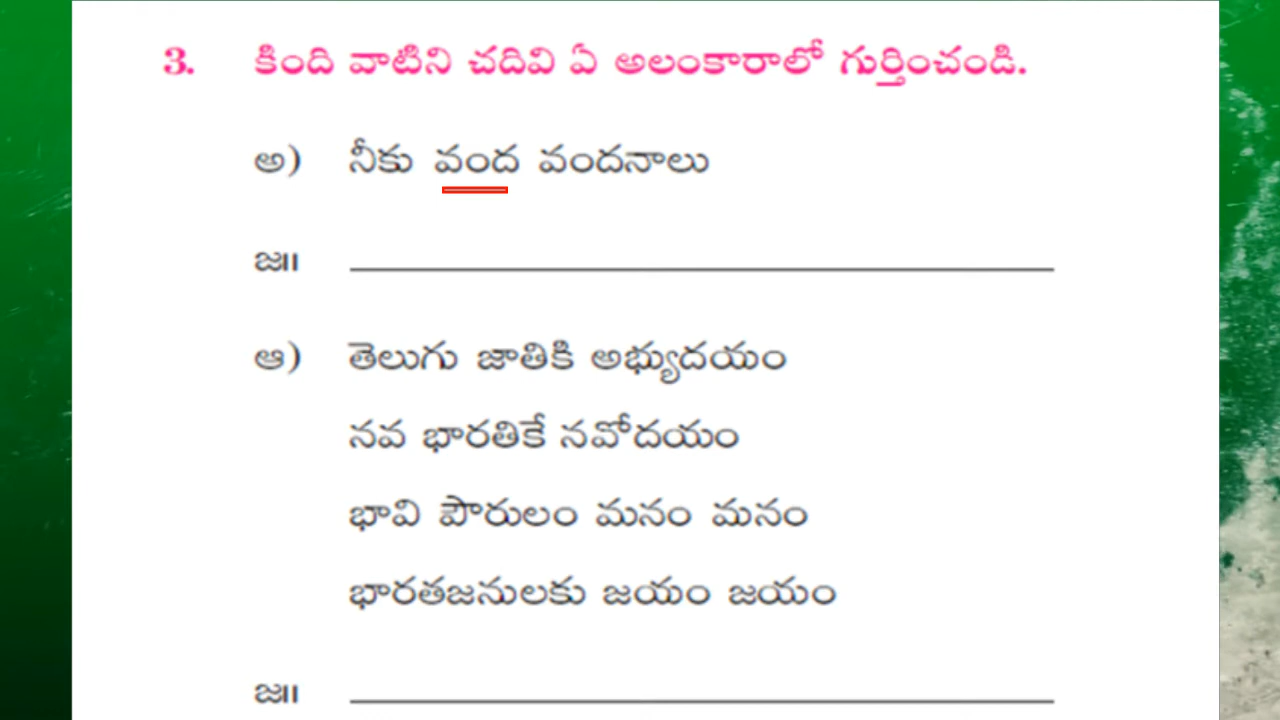 3. కింది వాటిని చదివి ఏ అలంకారాలో గుర్తించండి.
అ) నీకు వంద వందనాలు
జ॥
ఆ) తెలుగు జాతికి అభ్యుదయం
నవ భారతికే నవోదయం
భావి పౌరులం మనం మనం
భారతజనులకు జయం జయం
జ॥